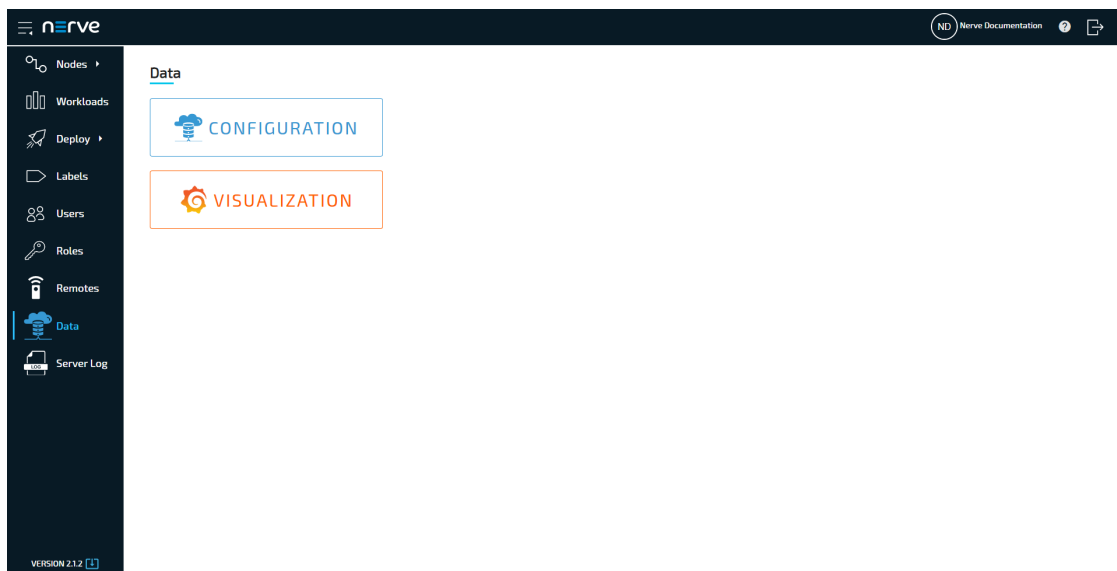 nerve
ND Nerve Documentation ?
Nodes
Workloads
Deploy
Labels
Users
Roles
Remotes
Data
LOG Server Log
VERSION 2.1.2
Data
CONFIGURATION
VISUALIZATION